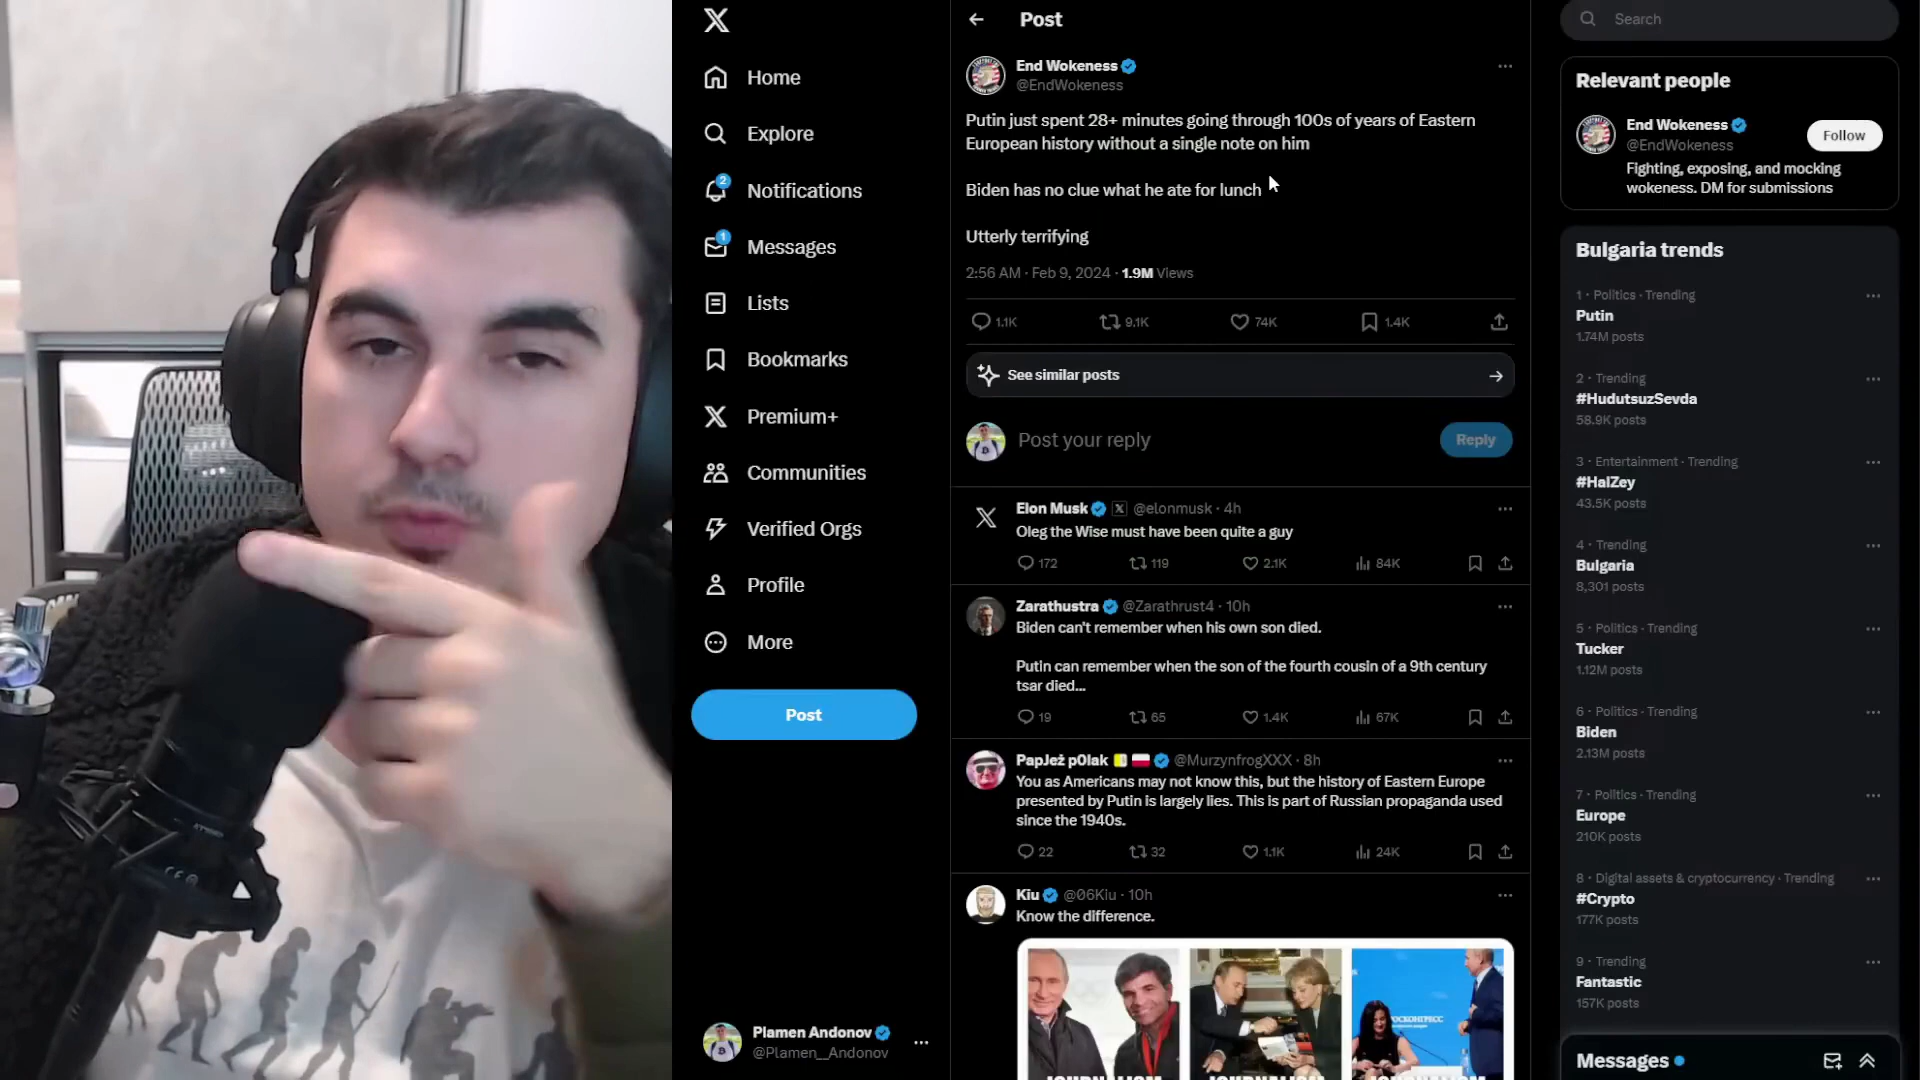 Home
Explore
2
Notifications
1
Messages
Lists
Bookmarks
Premium+
Communities
Verified Orgs
Profile
More
Post
Plamen Andonov
@Plamen__Andonov
Post
End Wokeness
@EndWokeness
Putin just spent 28+ minutes going through 100s of years of Eastern
European history without a single note on him
Biden has no clue what he ate for lunch
Utterly terrifying
2:56 AM · Feb 9, 2024 · 1.9M Views
1.1K 9.1K 74K 1.4K
See similar posts
Post your reply
Reply
Elon Musk @elonmusk · 4h
Oleg the Wise must have been quite a guy
172 119 2.1K 84K
Zarathustra @Zarathrust4 · 10h
Biden can't remember when his own son died.
Putin can remember when the son of the fourth cousin of a 9th century
tsar died...
19 65 1.4K 67K
PapJeż p0lak @MurzynfrogXXX · 8h
You as Americans may not know this, but the history of Eastern Europe
presented by Putin is largely lies. This is part of Russian propaganda used
since the 1940s.
22 32 1.1K 24K
Kiu @06Kiu · 10h
Know the difference.
Search
Relevant people
End Wokeness
@EndWokeness
Follow
Fighting, exposing, and mocking
wokeness. DM for submissions
Bulgaria trends
1 · Politics · Trending
Putin
1.74M posts
2 · Trending
#HudutsuzSevda
58.9K posts
3 · Entertainment · Trending
#HalZey
43.5K posts
4 · Trending
Bulgaria
8,301 posts
5 · Politics · Trending
Tucker
1.12M posts
6 · Politics · Trending
Biden
2.13M posts
7 · Politics · Trending
Europe
210K posts
8 · Digital assets & cryptocurrency · Trending
#Crypto
177K posts
9 · Trending
Fantastic
157K posts
Messages